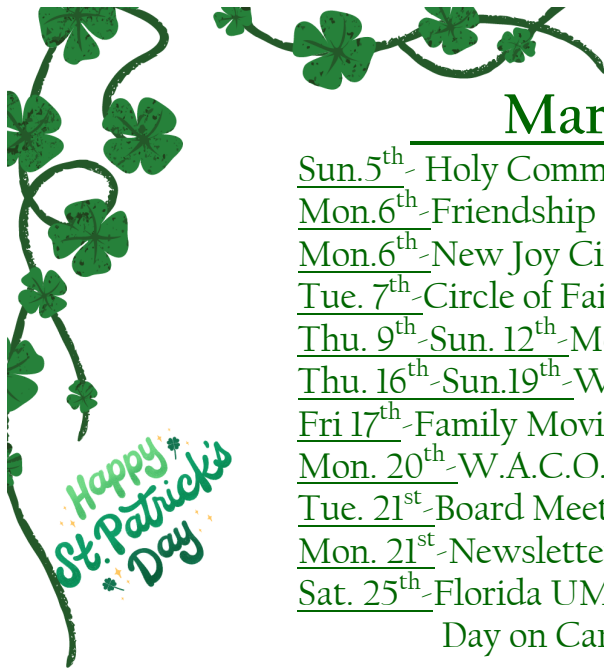 Mar
Sun.5th- Holy Comm
Mon.6th-Friendship
Mon.6th-New Joy Ci
Tue. 7th-Circle of Fai
Thu. 9th-Sun. 12th-M
Thu. 16th-Sun.19th-W
Fri 17th-Family Movi
Mon. 20th-W.A.C.O.
Tue. 21st-Board Meet
Mon. 21st-Newslette
Sat. 25th-Florida UM
Day on Car
Happy
St.Patrick's
Day